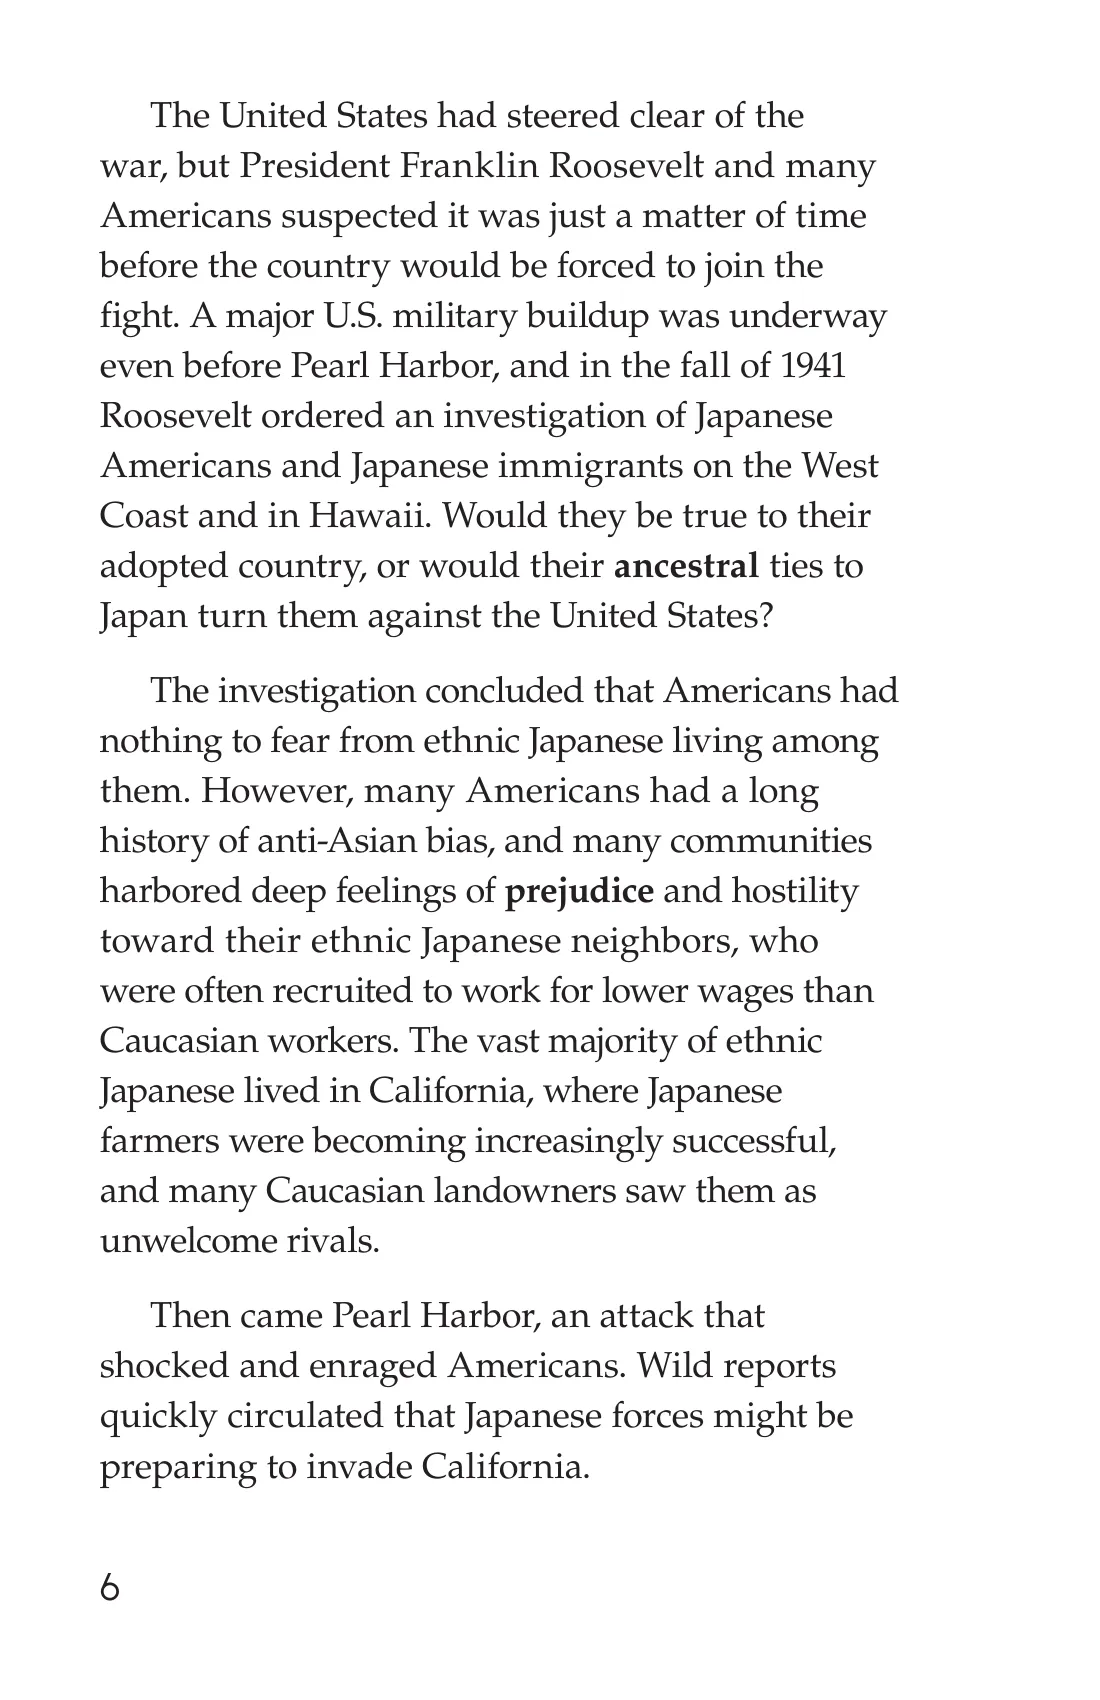 The United States had steered clear of the
war, but President Franklin Roosevelt and many
Americans suspected it was just a matter of time
before the country would be forced to join the
fight. A major U.S. military buildup was underway
even before Pearl Harbor, and in the fall of 1941
Roosevelt ordered an investigation of Japanese
Americans and Japanese immigrants on the West
Coast and in Hawaii. Would they be true to their
adopted country, or would their ancestral ties to
Japan turn them against the United States?
The investigation concluded that Americans had
nothing to fear from ethnic Japanese living among
them. However, many Americans had a long
history of anti-Asian bias, and many communities
harbored deep feelings of prejudice and hostility
toward their ethnic Japanese neighbors, who
were often recruited to work for lower wages than
Caucasian workers. The vast majority of ethnic
Japanese lived in California, where Japanese
farmers were becoming increasingly successful,
and many Caucasian landowners saw them as
unwelcome rivals.
Then came Pearl Harbor, an attack that
shocked and enraged Americans. Wild reports
quickly circulated that Japanese forces might be
preparing to invade California.
6